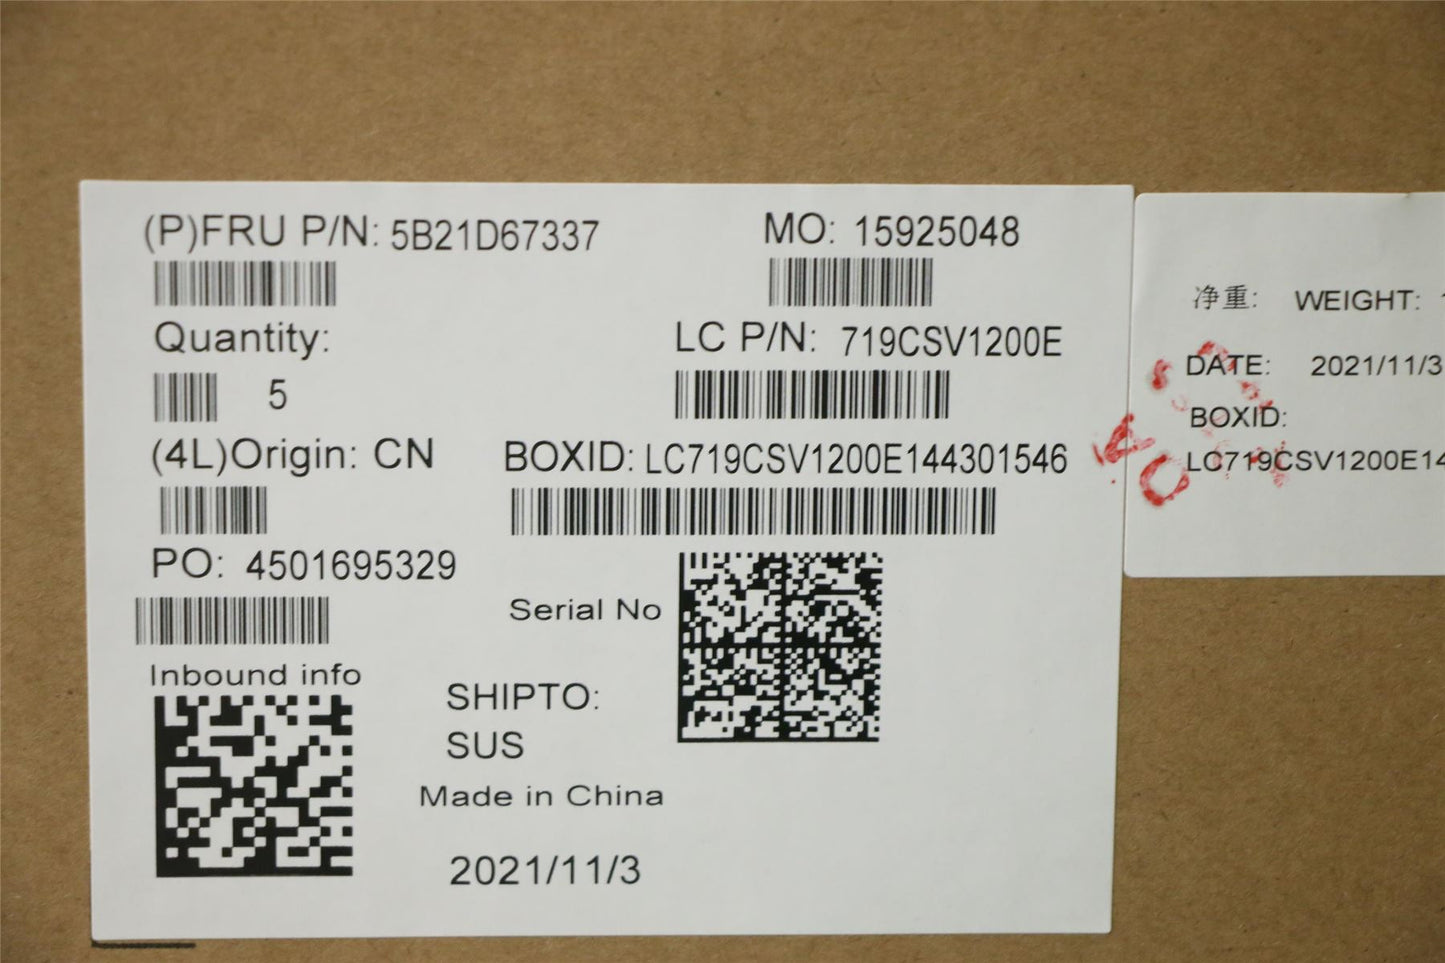 (P)FRU P/N: 5B21D67337
MO: 15925048
Quantity:
5
LC P/N: 719CSV1200E
(4L)Origin: CN
BOXID: LC719CSV1200E144301546
PO: 4501695329
Serial No
Inbound info
SHIPTO:
SUS
Made in China
2021/11/3
净重: WEIGHT:
DATE: 2021/11/3
BOXID:
LC719CSV1200E14